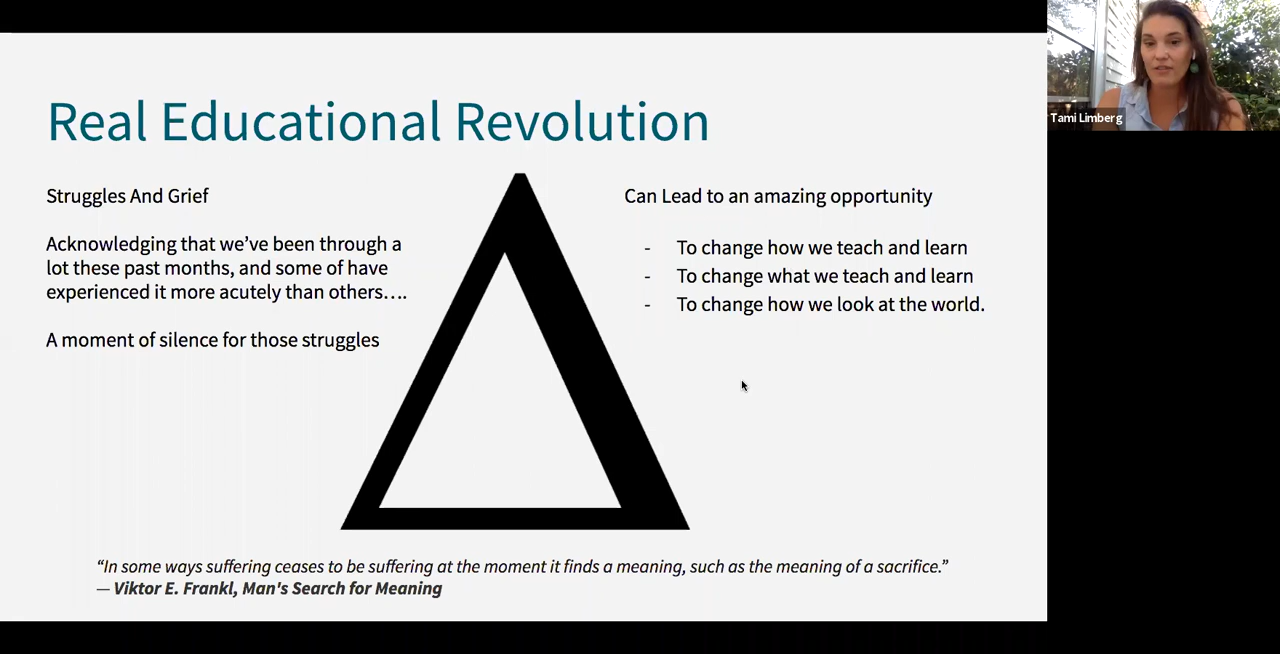 Real Educational Revolution
Struggles And Grief
Acknowledging that we’ve been through a
lot these past months, and some of have
experienced it more acutely than others….
A moment of silence for those struggles
Can Lead to an amazing opportunity
- To change how we teach and learn
- To change what we teach and learn
- To change how we look at the world.
“In some ways suffering ceases to be suffering at the moment it finds a meaning, such as the meaning of a sacrifice.”
— Viktor E. Frankl, Man's Search for Meaning
Tami Limberg